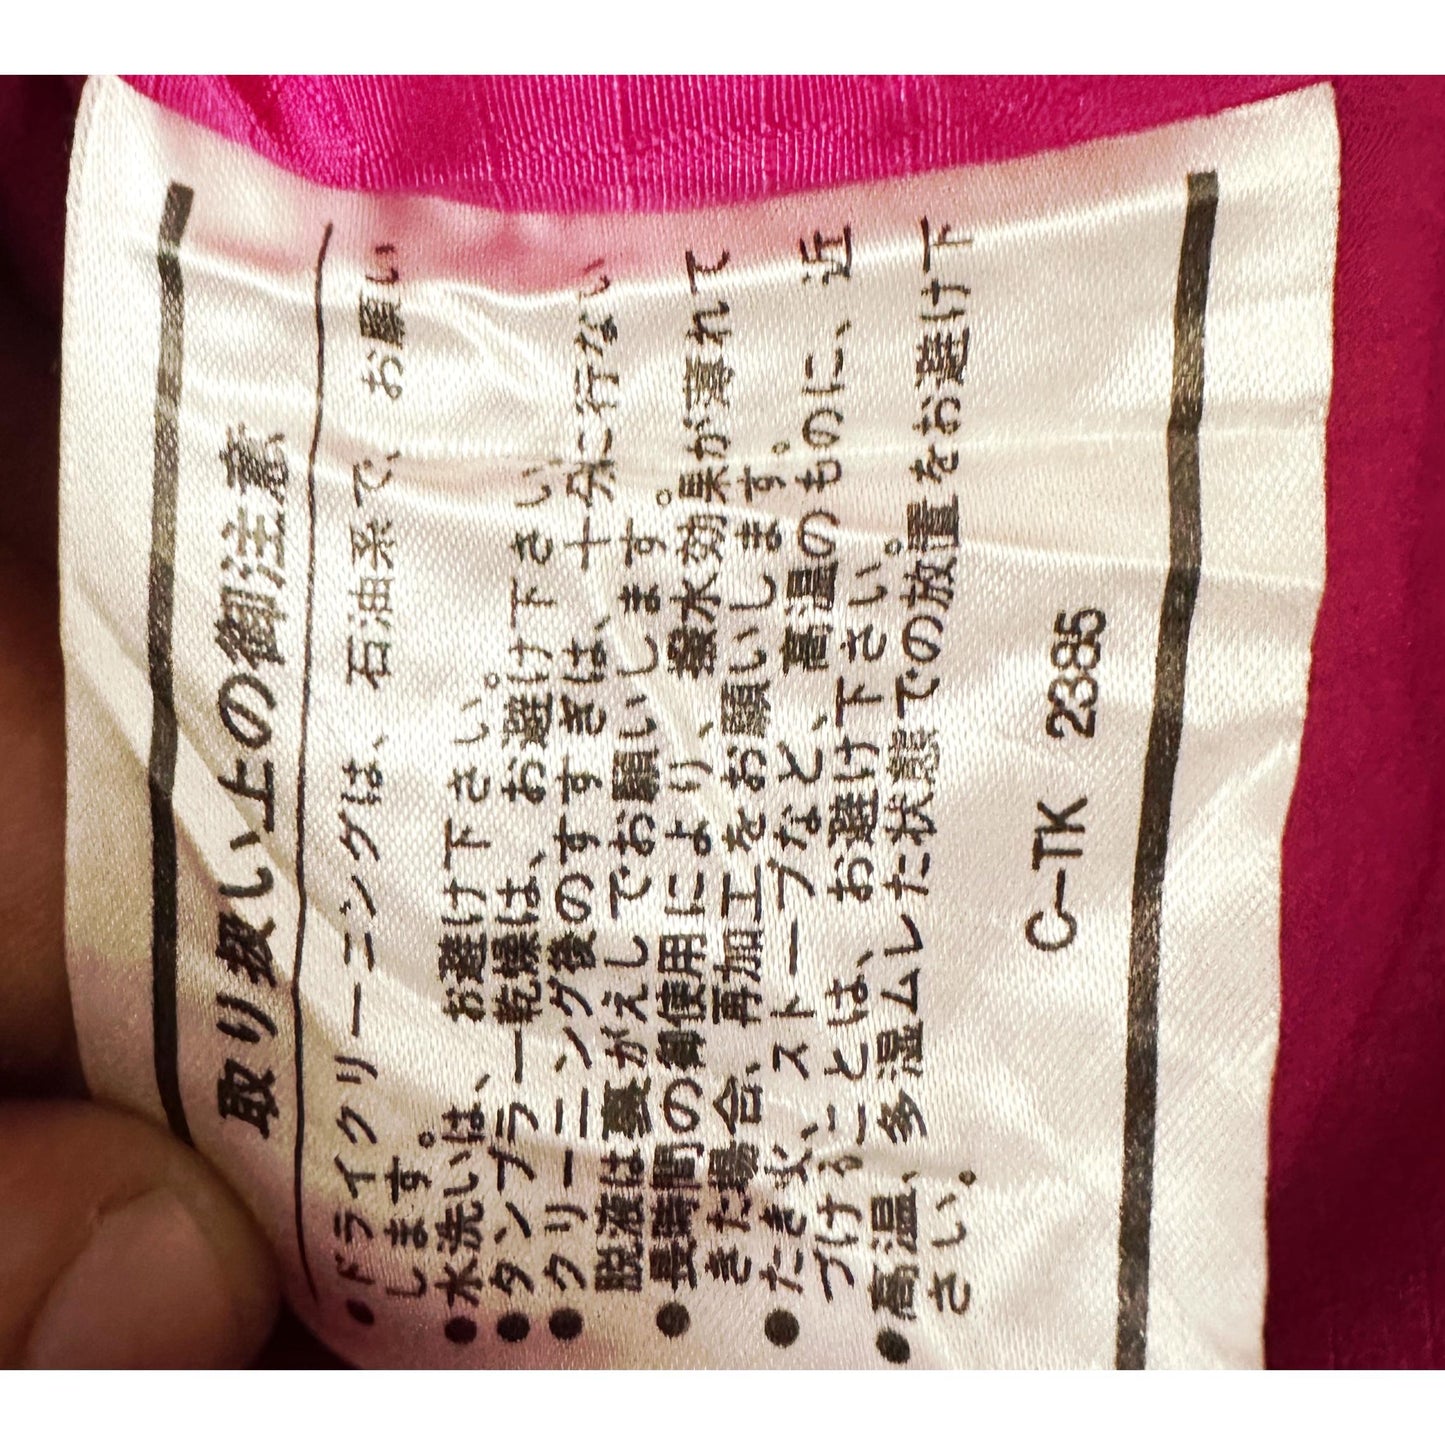 取り扱い上の御注意
●ドライクリーニングは、石油系で、お願い
します。
●水洗いは、お避け下さい。
●タンブラー乾燥は、お避け下さい
●クリーニング後のすすぎは、十分に行ない
脱液は裏がえしでお願いします。
●長時間の御使用により、撥水効果が薄れて
きた場合、再加工をお願いします。
●たき火、ストーブなど、高温のものに、近
づけることは、お避け下さい。
●高温、多湿ムレた状態での放置をお避け下
さい。
C-TK 2385